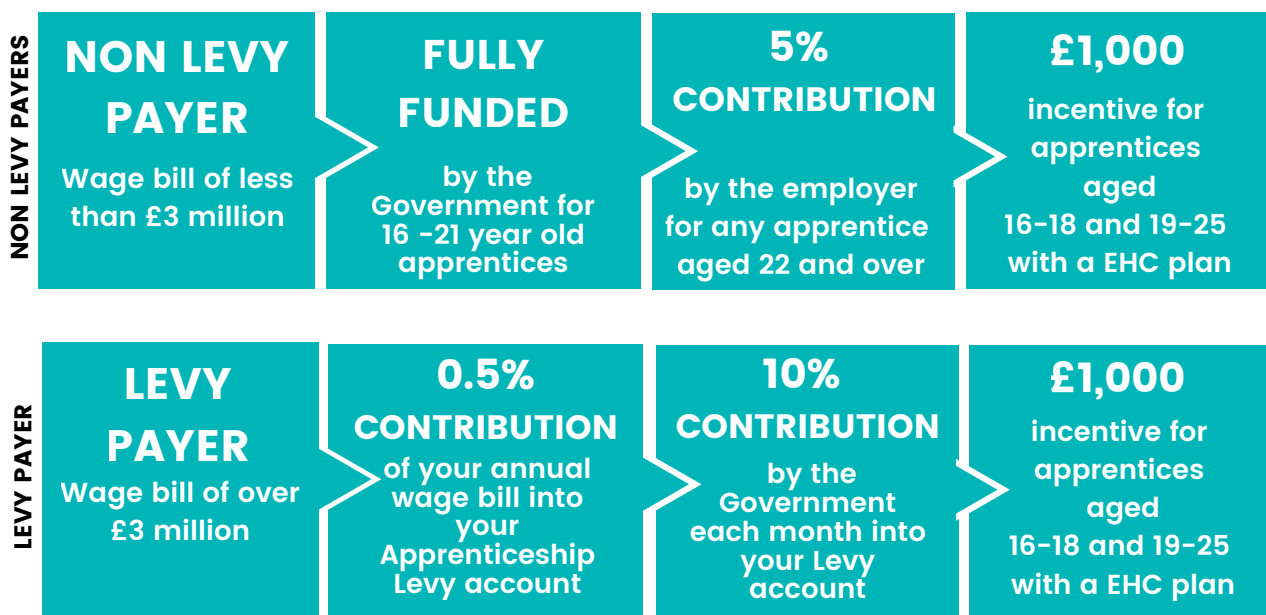 NON LEVY PAYERS
NON LEVY
PAYER
Wage bill of less
than £3 million
FULLY
FUNDED
by the
Government for
16 -21 year old
apprentices
5%
CONTRIBUTION
by the employer
for any apprentice
aged 22 and over
£1,000
incentive for
apprentices
aged
16-18 and 19-25
with a EHC plan
LEVY PAYER
LEVY
PAYER
Wage bill of over
£3 million
0.5%
CONTRIBUTION
of your annual
wage bill into
your
Apprenticeship
Levy account
10%
CONTRIBUTION
by the
Government
each month into
your Levy
account
£1,000
incentive for
apprentices
aged
16-18 and 19-25
with a EHC plan